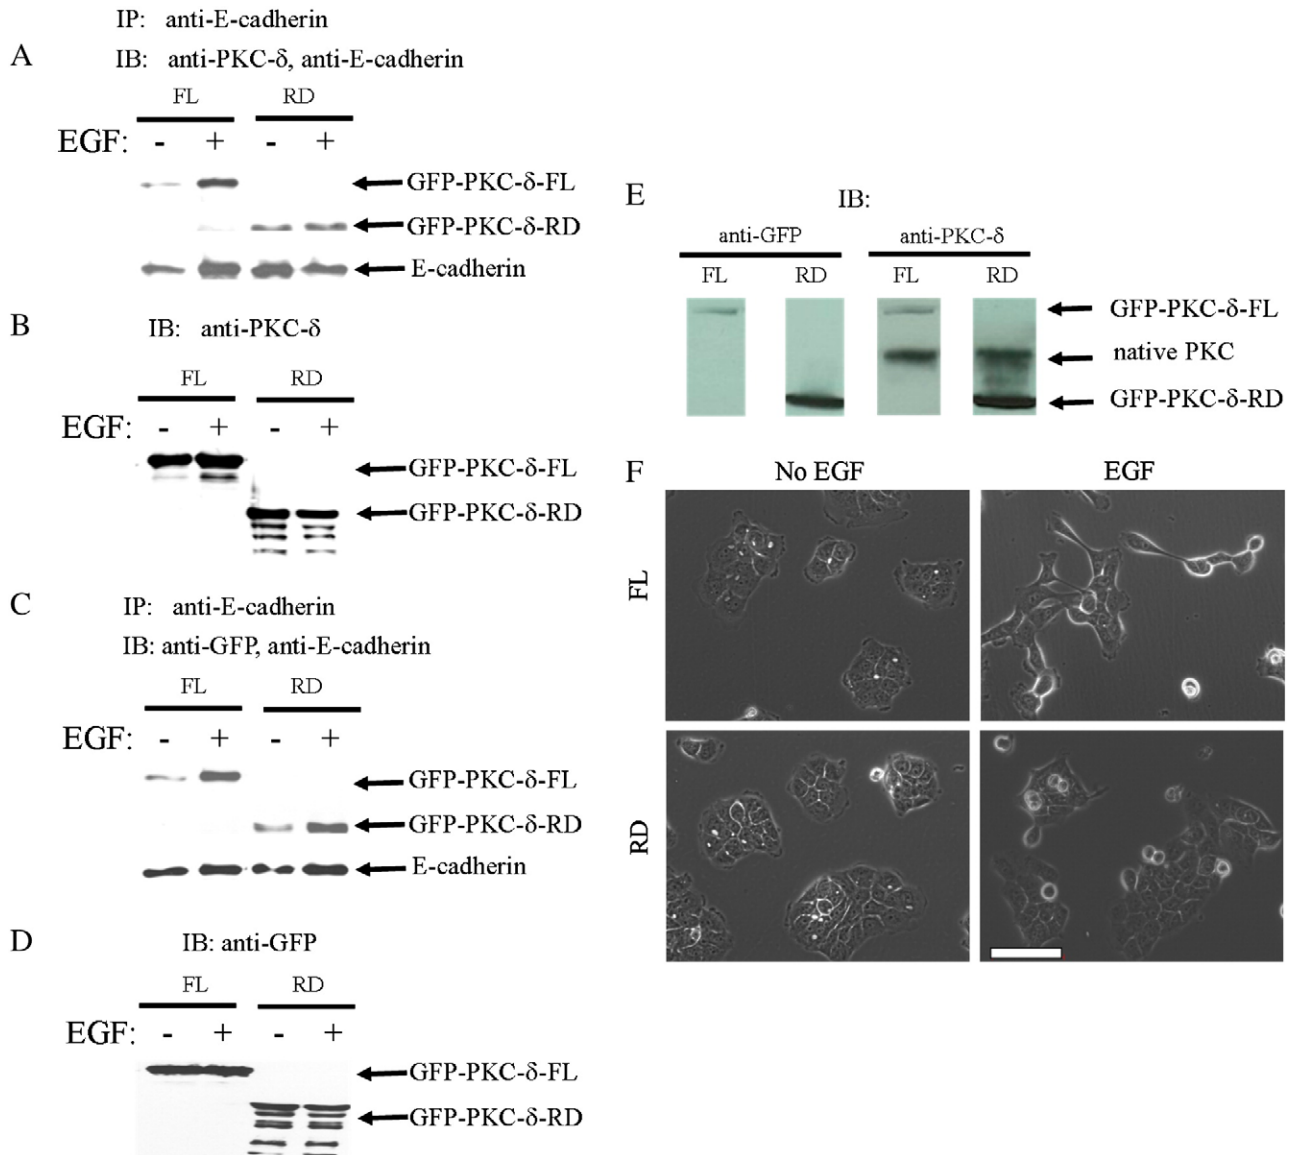 A
IP: anti-E-cadherin
IB: anti-PKC-δ, anti-E-cadherin
FL RD
EGF: - + - +
GFP-PKC-δ-FL
GFP-PKC-δ-RD
E-cadherin
B
IB: anti-PKC-δ
FL RD
EGF: - + - +
GFP-PKC-δ-FL
GFP-PKC-δ-RD
C
IP: anti-E-cadherin
IB: anti-GFP, anti-E-cadherin
FL RD
EGF: - + - +
GFP-PKC-δ-FL
GFP-PKC-δ-RD
E-cadherin
D
IB: anti-GFP
FL RD
EGF: - + - +
GFP-PKC-δ-FL
GFP-PKC-δ-RD
E
IB:
anti-GFP anti-PKC-δ
FL RD FL RD
GFP-PKC-δ-FL
native PKC
GFP-PKC-δ-RD
F
No EGF EGF
FL
RD